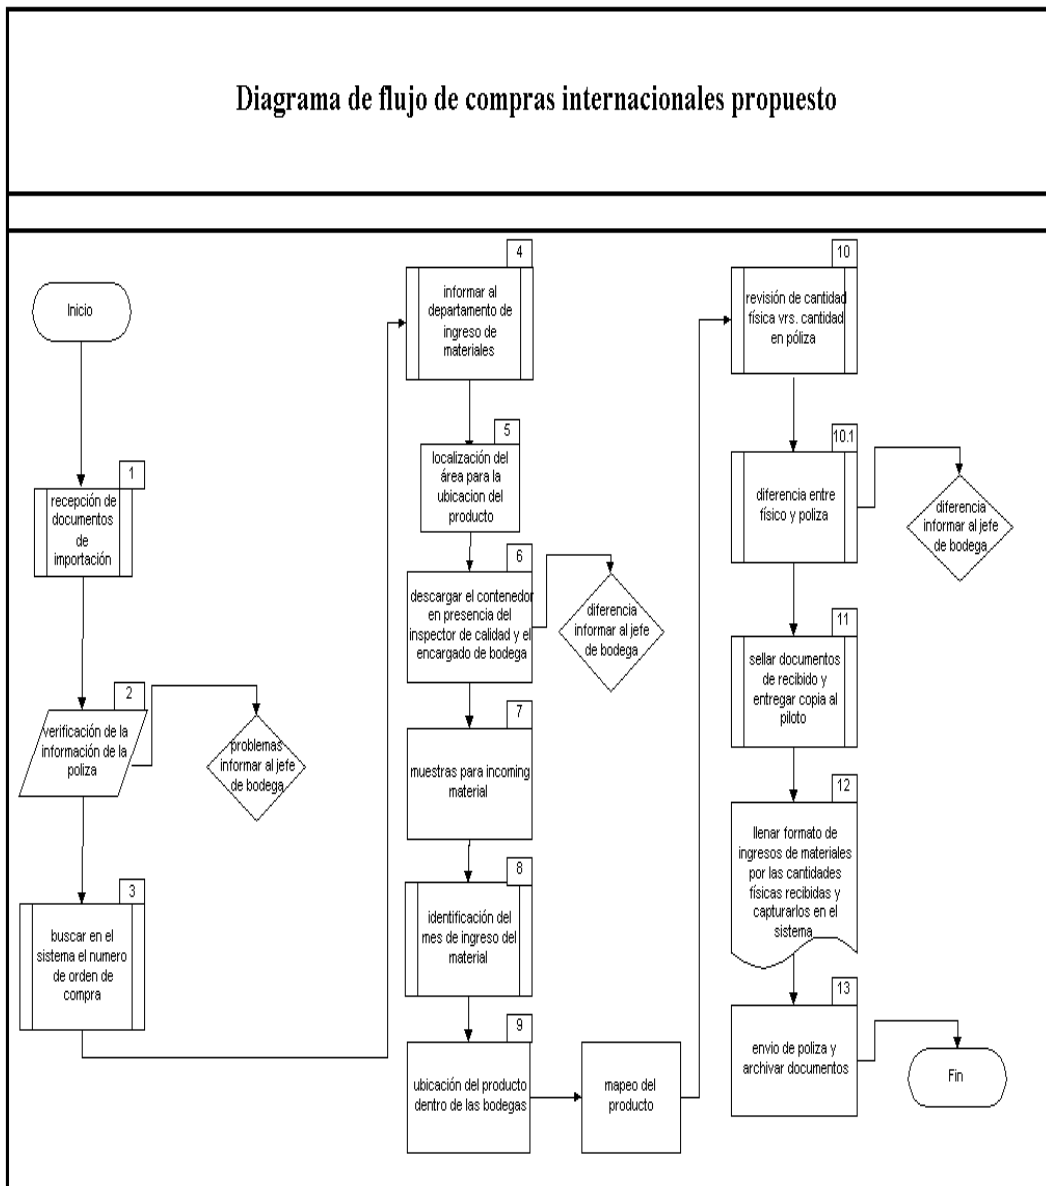 Diagrama de flujo de compras internacionales propuesto
Inicio
1
recepción de
documentos
de
importación
2
verificación de la
información de la
poliza
problemas
informar al jefe
de bodega
3
buscar en el
sistema el numero
de orden de
compra
4
informar al
departamento de
ingreso de
materiales
5
localización del
área para la
ubicacion del
producto
6
descargar el contenedor
en presencia del
inspector de calidad y el
encargado de bodega
diferencia
informar al jefe
de bodega
7
muestras para incoming
material
8
identificación del
mes de ingreso del
material
9
ubicación del producto
dentro de las bodegas
mapeo del
producto
10
revisión de cantidad
física vrs. cantidad
en póliza
10.1
diferencia entre
físico y poliza
diferencia
informar al jefe
de bodega
11
sellar documentos
de recibido y
entregar copia al
piloto
12
llenar formato de
ingresos de materiales
por las cantidades
físicas recibidas y
capturarlos en el
sistema
13
envio de poliza y
archivar documentos
Fin